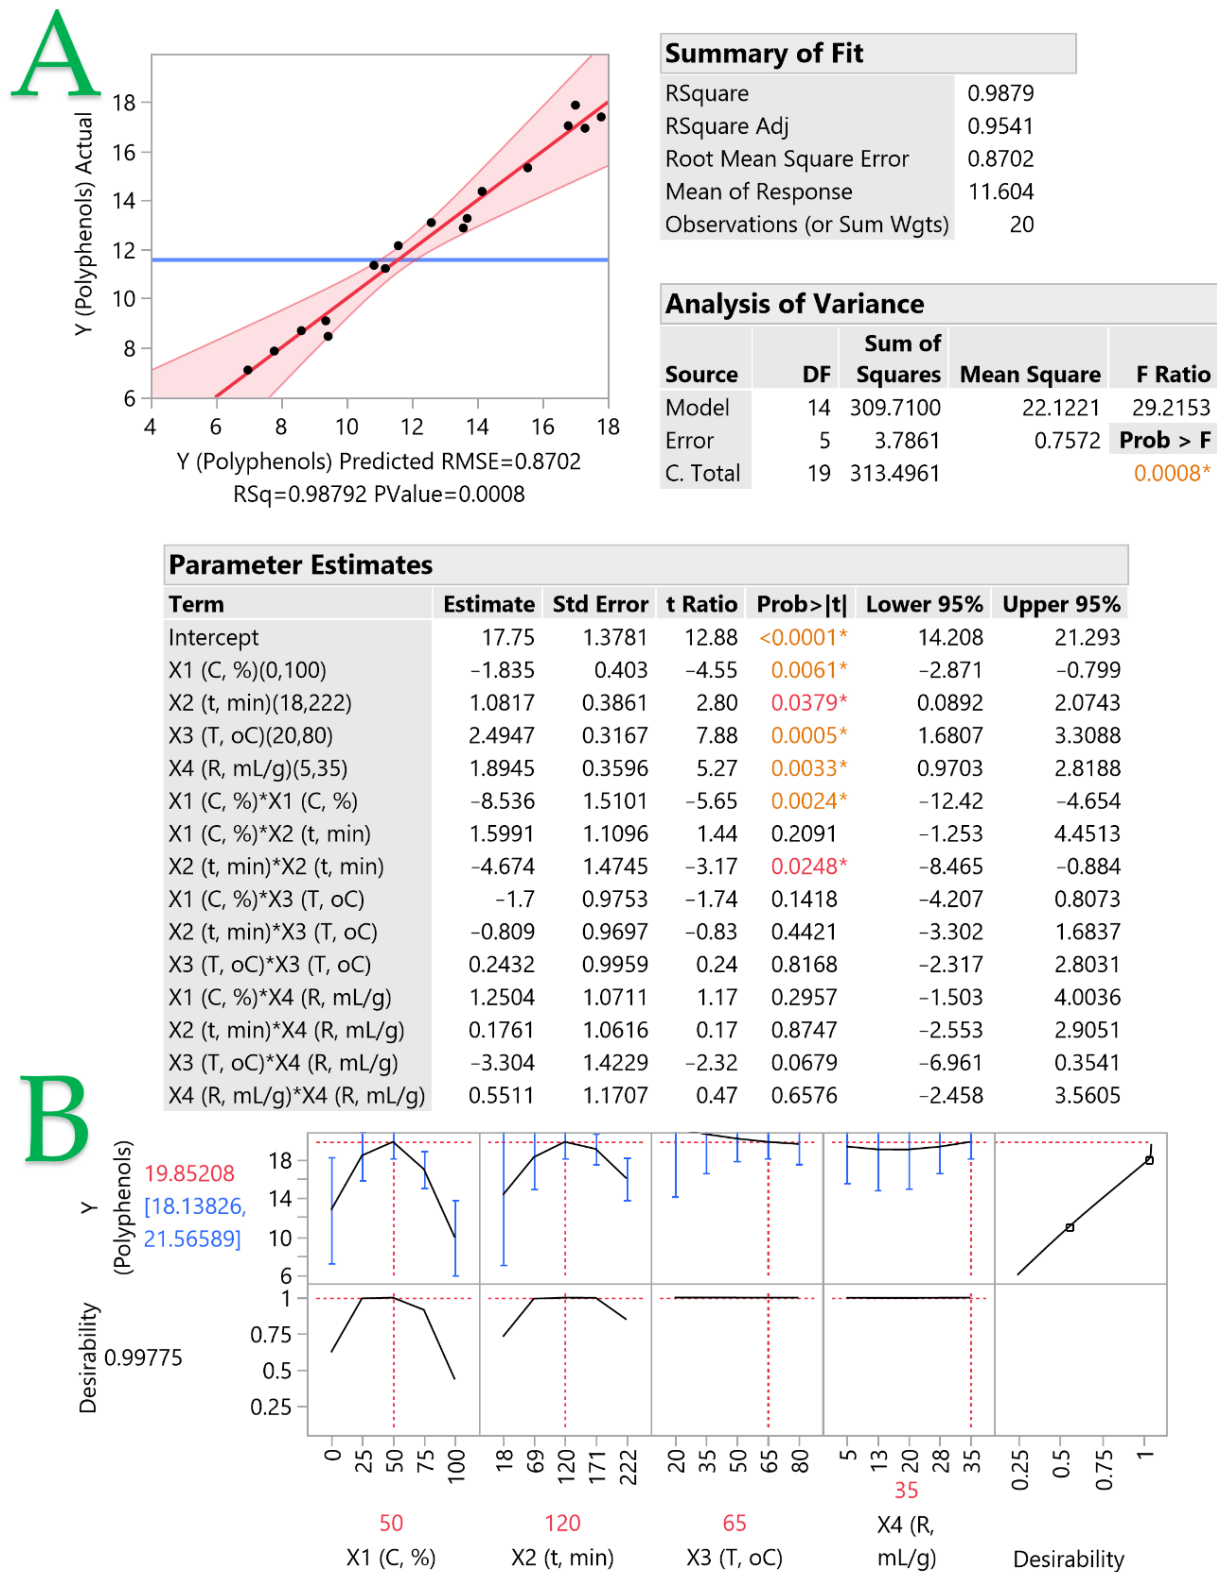 A
Y (Polyphenols) Actual
18
16
14
12
10
8
6
4 6 8 10 12 14 16 18
Y (Polyphenols) Predicted RMSE=0.8702
RSq=0.98792 PValue=0.0008
Summary of Fit
RSquare 0.9879
RSquare Adj 0.9541
Root Mean Square Error 0.8702
Mean of Response 11.604
Observations (or Sum Wgts) 20
Analysis of Variance
Sum of
Source DF Squares Mean Square F Ratio
Model 14 309.7100 22.1221 29.2153
Error 5 3.7861 0.7572 Prob > F
C. Total 19 313.4961 0.0008*
Parameter Estimates
Term Estimate Std Error t Ratio Prob>|t| Lower 95% Upper 95%
Intercept 17.75 1.3781 12.88 <0.0001* 14.208 21.293
X1 (C, %)(0,100) −1.835 0.403 −4.55 0.0061* −2.871 −0.799
X2 (t, min)(18,222) 1.0817 0.3861 2.80 0.0379* 0.0892 2.0743
X3 (T, oC)(20,80) 2.4947 0.3167 7.88 0.0005* 1.6807 3.3088
X4 (R, mL/g)(5,35) 1.8945 0.3596 5.27 0.0033* 0.9703 2.8188
X1 (C, %)*X1 (C, %) −8.536 1.5101 −5.65 0.0024* −12.42 −4.654
X1 (C, %)*X2 (t, min) 1.5991 1.1096 1.44 0.2091 −1.253 4.4513
X2 (t, min)*X2 (t, min) −4.674 1.4745 −3.17 0.0248* −8.465 −0.884
X1 (C, %)*X3 (T, oC) −1.7 0.9753 −1.74 0.1418 −4.207 0.8073
X2 (t, min)*X3 (T, oC) −0.809 0.9697 −0.83 0.4421 −3.302 1.6837
X3 (T, oC)*X3 (T, oC) 0.2432 0.9959 0.24 0.8168 −2.317 2.8031
X1 (C, %)*X4 (R, mL/g) 1.2504 1.0711 1.17 0.2957 −1.503 4.0036
X2 (t, min)*X4 (R, mL/g) 0.1761 1.0616 0.17 0.8747 −2.553 2.9051
X3 (T, oC)*X4 (R, mL/g) −3.304 1.4229 −2.32 0.0679 −6.961 0.3541
X4 (R, mL/g)*X4 (R, mL/g) 0.5511 1.1707 0.47 0.6576 −2.458 3.5605
B
Y
(Polyphenols)
19.85208
[18.13826,
21.56589]
18
14
10
6
Desirability
0.99775
1
0.75
0.5
0.25
0 25 50 75 100 18 69 120 171 222 20 35 50 65 80 5 13 20 28 35 0.25 0.5 0.75 1
50 120 65 35
X1 (C, %) X2 (t, min) X3 (T, oC) X4 (R,
mL/g) Desirability